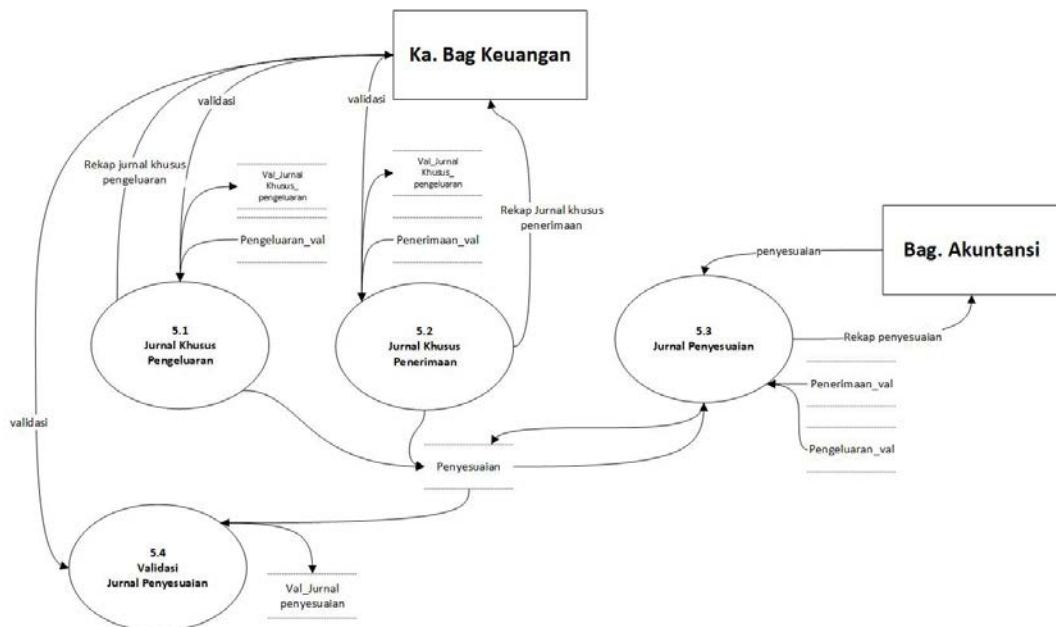 Ka. Bag Keuangan
validasi
validasi
Rekap jurnal khusus
pengeluaran
Val_Jurnal
Khusus_
pengeluaran
Val_Jurnal
Khusus_
pengeluaran
Rekap Jurnal khusus
penerimaan
Pengeluaran_val
Penerimaan_val
penyesuaian
Bag. Akuntansi
5.1
Jurnal Khusus
Pengeluaran
5.2
Jurnal Khusus
Penerimaan
5.3
Jurnal Penyesuaian
Rekap penyesuaian
Penerimaan_val
Pengeluaran_val
validasi
Penyesuaian
5.4
Validasi
Jurnal Penyesuaian
Val_Jurnal
penyesuaian